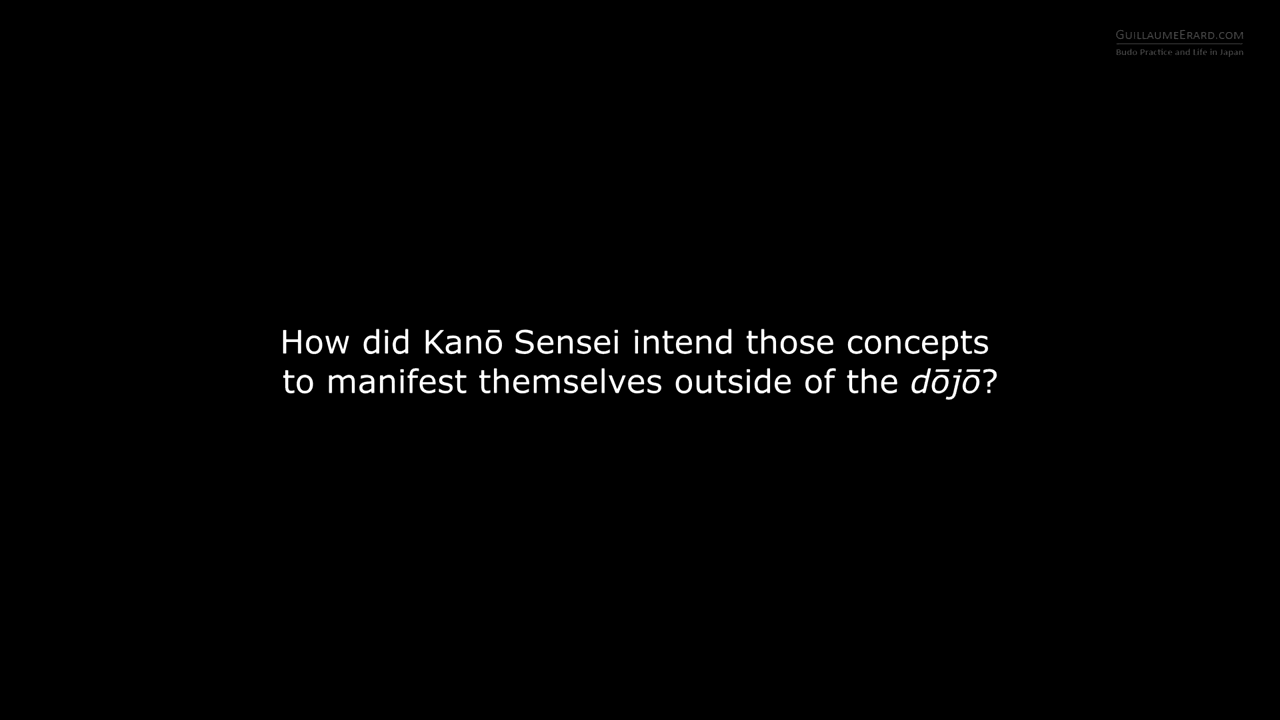 GUILLAUMEERARD.COM
Budo Practice and Life in Japan
How did Kanō Sensei intend those concepts
to manifest themselves outside of the dōjō?